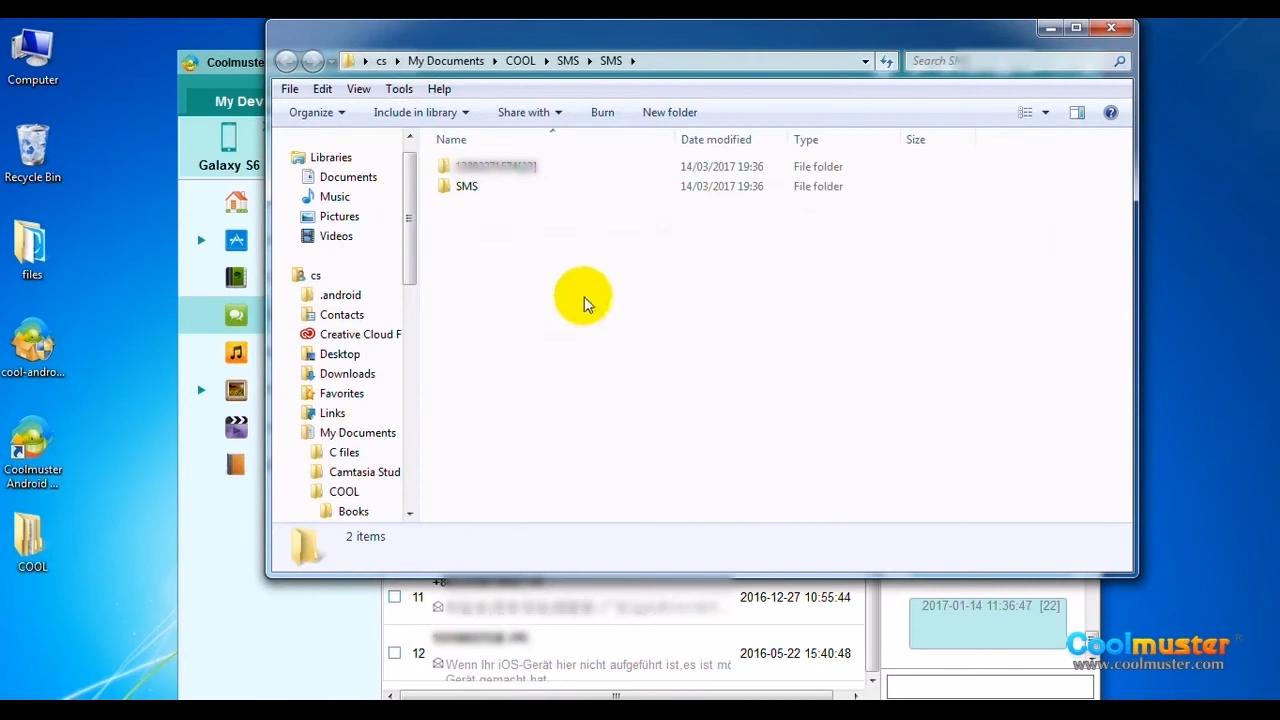 Computer
Recycle Bin
files
cool-andro...
Coolmuster
Android ...
COOL
Coolmuste
My Dev
Galaxy S6
cs
My Documents
COOL
SMS
SMS
Search SM
File Edit View Tools Help
Organize Include in library Share with Burn New folder
Name Date modified Type Size
14/03/2017 19:36 File folder
SMS 14/03/2017 19:36 File folder
Libraries
Documents
Music
Pictures
Videos
cs
.android
Contacts
Creative Cloud F
Desktop
Downloads
Favorites
Links
My Documents
C files
Camtasia Stud
COOL
Books
2 items
11 2016-12-27 10:55:44
12 2016-05-22 15:40:48
Wenn Ihr iOS-Gerät hier nicht aufgeführt ist,es ist mö
Gerät gemacht hat
2017-01-14 11:36:47 [22]
Coolmuster
www.coolmuster.com